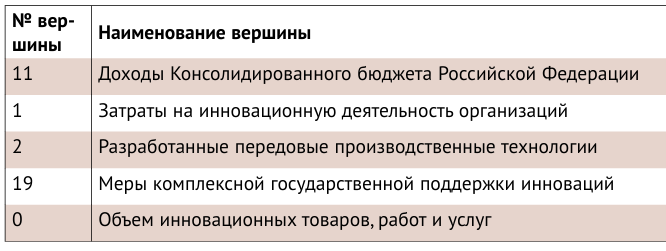 № вер-
шины
Наименование вершины
11 Доходы Консолидированного бюджета Российской Федерации
1 Затраты на инновационную деятельность организаций
2 Разработанные передовые производственные технологии
19 Меры комплексной государственной поддержки инноваций
0 Объем инновационных товаров, работ и услуг